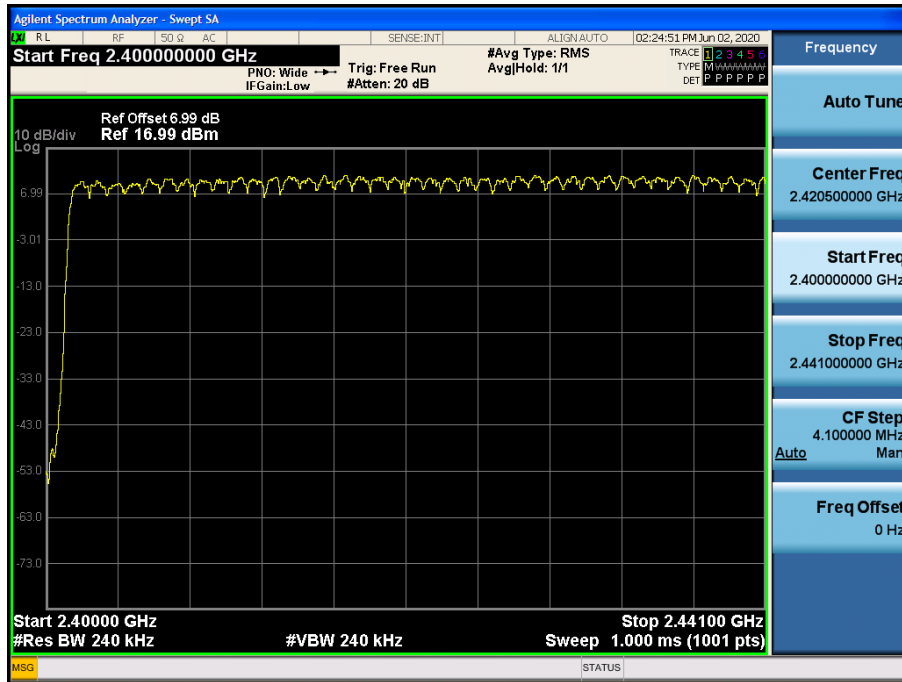 Agilent Spectrum Analyzer - Swept SA
LXI RL RF 50 Ω AC SENSE:INT ALIGN AUTO 02:24:51 PM Jun 02, 2020
Start Freq 2.400000000 GHz
PNO: Wide
IFGain:Low
Trig: Free Run
#Atten: 20 dB
#Avg Type: RMS
Avg|Hold: 1/1
TRACE 1 2 3 4 5 6
TYPE M
DET P P P P P P
Ref Offset 6.99 dB
10 dB/div Ref 16.99 dBm
Log
6.99
-3.01
-13.0
-23.0
-33.0
-43.0
-53.0
-63.0
-73.0
Start 2.40000 GHz Stop 2.44100 GHz
#Res BW 240 kHz #VBW 240 kHz Sweep 1.000 ms (1001 pts)
MSG STATUS
Frequency
Auto Tune
Center Freq
2.420500000 GHz
Start Freq
2.400000000 GHz
Stop Freq
2.441000000 GHz
CF Step
4.100000 MHz
Auto Man
Freq Offset
0 Hz